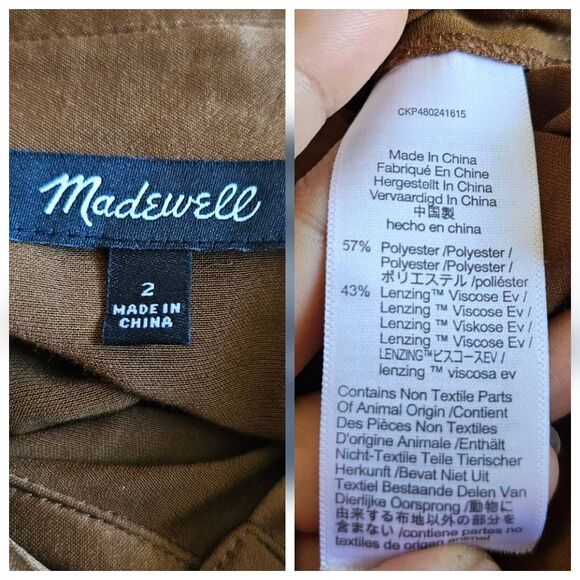 Madewell
2
MADE IN
CHINA
CKP480241615
Made In China
Fabriqué En Chine
Hergestellt In China
Vervaardigd In China
中国製
hecho en china
57% Polyester /Polyester /
Polyester /Polyester /
ポリエステル /poliéster
43% Lenzing™ Viscose Ev /
Lenzing ™ Viscose Ev /
Lenzing ™ Viskose Ev /
Lenzing ™ Viscose Ev /
LENZING™ビスコースEV /
lenzing ™ viscosa ev
Contains Non Textile Parts
Of Animal Origin /Contient
Des Pièces Non Textiles
D'origine Animale /Enthält
Nicht-Textile Teile Tierischer
Herkunft /Bevat Niet Uit
Textiel Bestaande Delen Van
Dierlijke Oorsprong /動物に
由来する布地以外の部分を
含まない /contiene partes no
textiles de origen animal